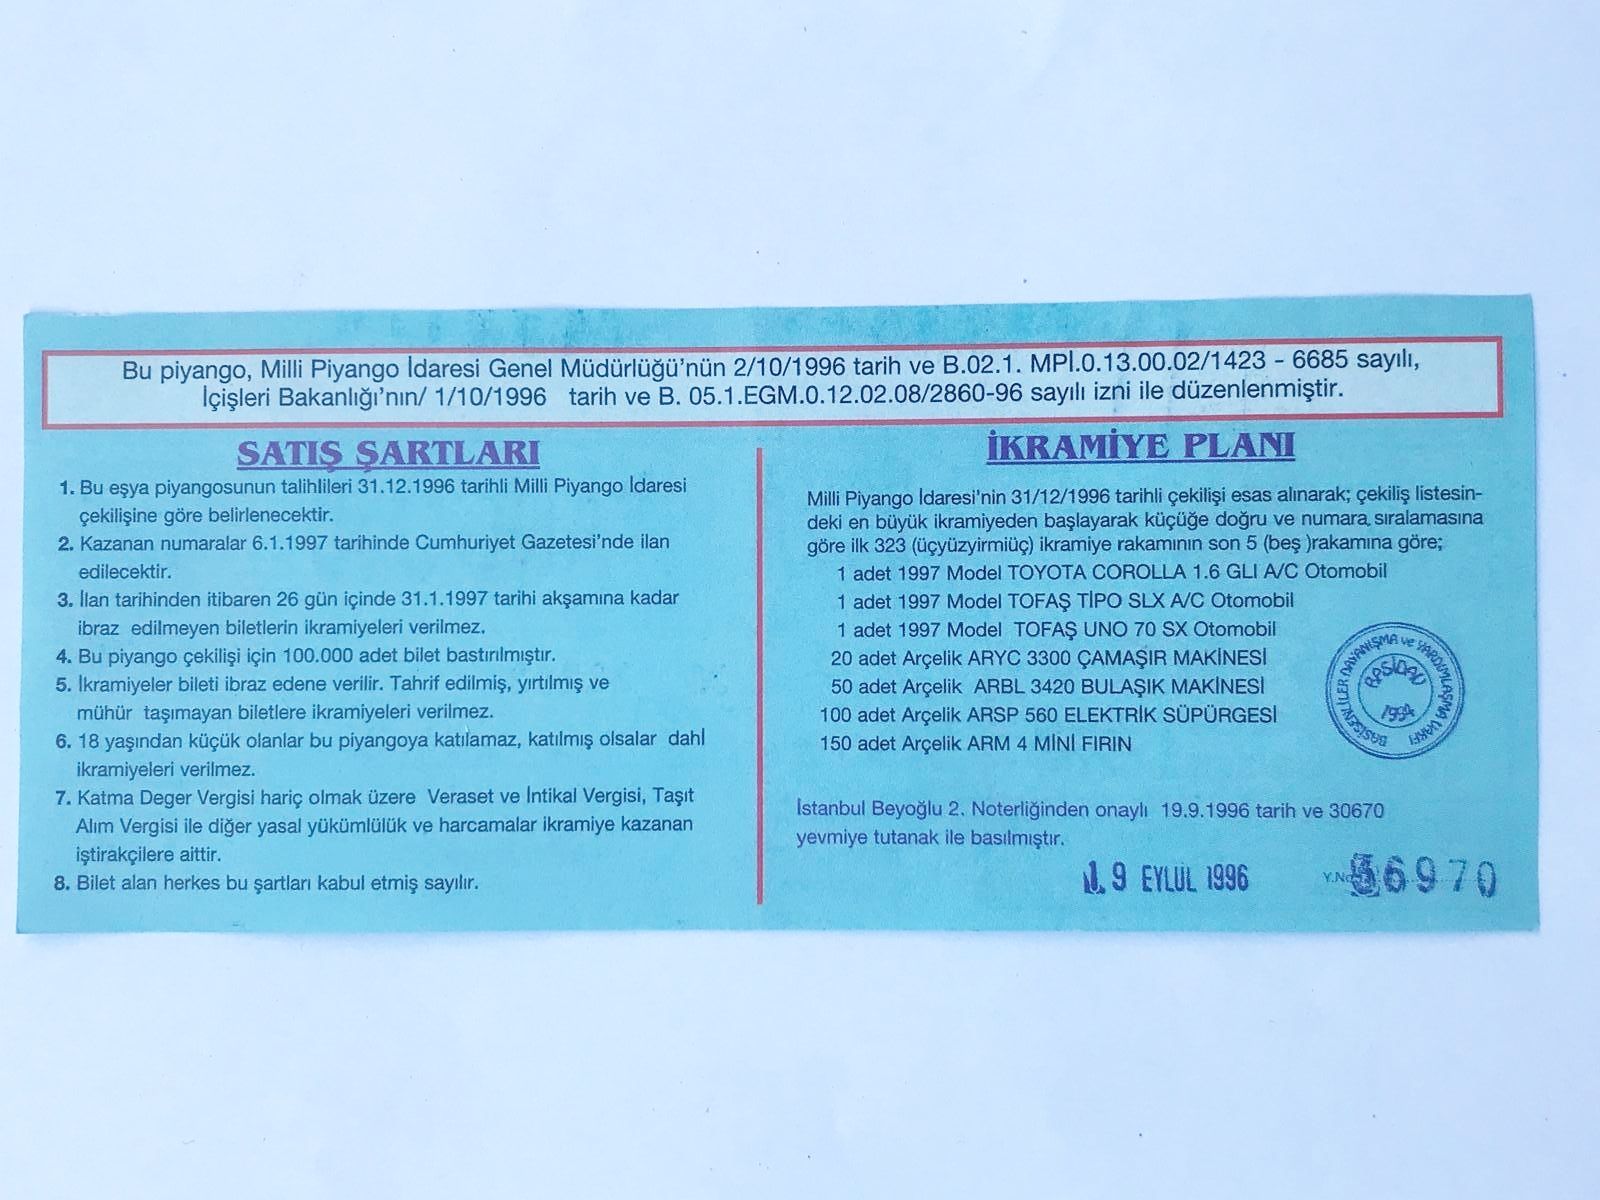 Bu piyango, Milli Piyango İdaresi Genel Müdürlüğü'nün 2/10/1996 tarih ve B.02.1. MPİ.0.13.00.02/1423 - 6685 sayılı,
İçişleri Bakanlığı'nın/ 1/10/1996 tarih ve B. 05.1.EGM.0.12.02.08/2860-96 sayılı izni ile düzenlenmiştir.
SATIŞ ŞARTLARI
1. Bu eşya piyangosunun talihlileri 31.12.1996 tarihli Milli Piyango İdaresi
çekilişine göre belirlenecektir.
2. Kazanan numaralar 6.1.1997 tarihinde Cumhuriyet Gazetesi'nde ilan
edilecektir.
3. İlan tarihinden itibaren 26 gün içinde 31.1.1997 tarihi akşamına kadar
ibraz edilmeyen biletlerin ikramiyeleri verilmez.
4. Bu piyango çekilişi için 100.000 adet bilet bastırılmıştır.
5. İkramiyeler bileti ibraz edene verilir. Tahrif edilmiş, yırtılmış ve
mühür taşımayan biletlere ikramiyeleri verilmez.
6. 18 yaşından küçük olanlar bu piyangoya katılamaz, katılmış olsalar dahl
ikramiyeleri verilmez.
7. Katma Deger Vergisi hariç olmak üzere Veraset ve İntikal Vergisi, Taşıt
Alım Vergisi ile diğer yasal yükümlülük ve harcamalar ikramiye kazanan
iştirakçilere aittir.
8. Bilet alan herkes bu şartları kabul etmiş sayılır.
İKRAMİYE PLANI
Milli Piyango İdaresi'nin 31/12/1996 tarihli çekilişi esas alınarak; çekiliş listesin-
deki en büyük ikramiyeden başlayarak küçüğe doğru ve numara sıralamasına
göre ilk 323 (üçyüzyirmiüç) ikramiye rakamının son 5 (beş )rakamına göre;
1 adet 1997 Model TOYOTA COROLLA 1.6 GLI A/C Otomobil
1 adet 1997 Model TOFAŞ TİPO SLX A/C Otomobil
1 adet 1997 Model TOFAŞ UNO 70 SX Otomobil
20 adet Arçelik ARYC 3300 ÇAMAŞIR MAKİNESİ
50 adet Arçelik ARBL 3420 BULAŞIK MAKİNESİ
100 adet Arçelik ARSP 560 ELEKTRİK SÜPÜRGESİ
150 adet Arçelik ARM 4 MİNİ FIRIN
BASİSENLİLER DAYANIŞMA ve YARDIMLAŞMA VAKFI
BASİDAV
1994
İstanbul Beyoğlu 2. Noterliğinden onaylı 19.9.1996 tarih ve 30670
yevmiye tutanak ile basılmıştır.
19 EYLÜL 1996
Y.No